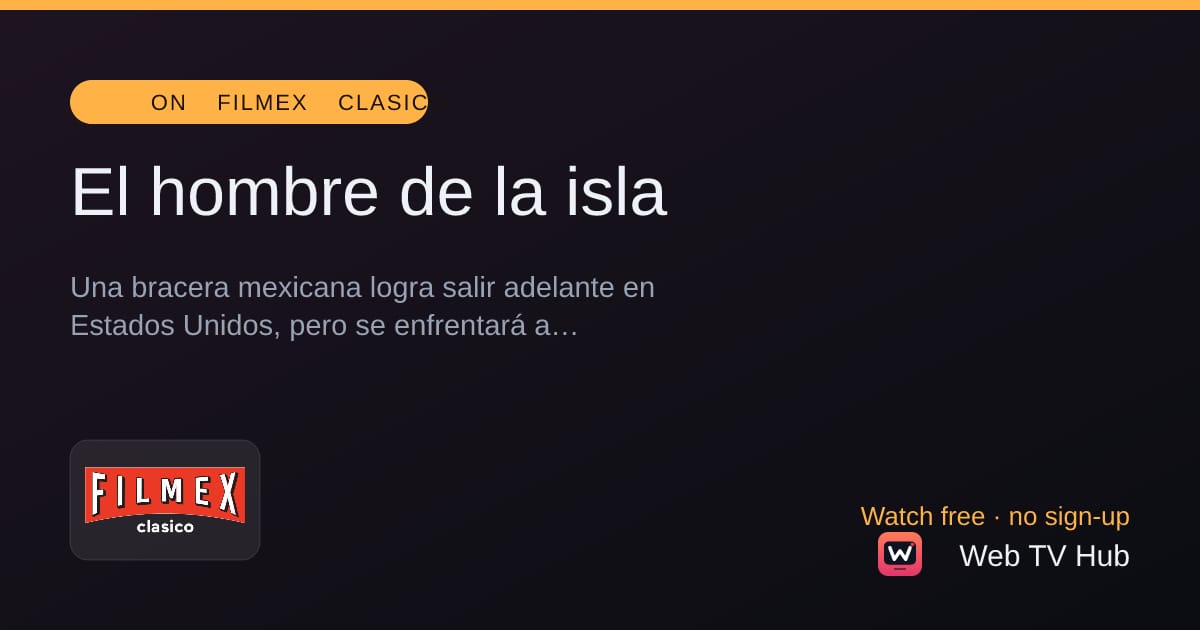 ON FILMEX CLASIC
El hombre de la isla
Una bracera mexicana logra salir adelante en
Estados Unidos, pero se enfrentará a…
FILMEX
clasico
Watch free · no sign-up
W
Web TV Hub